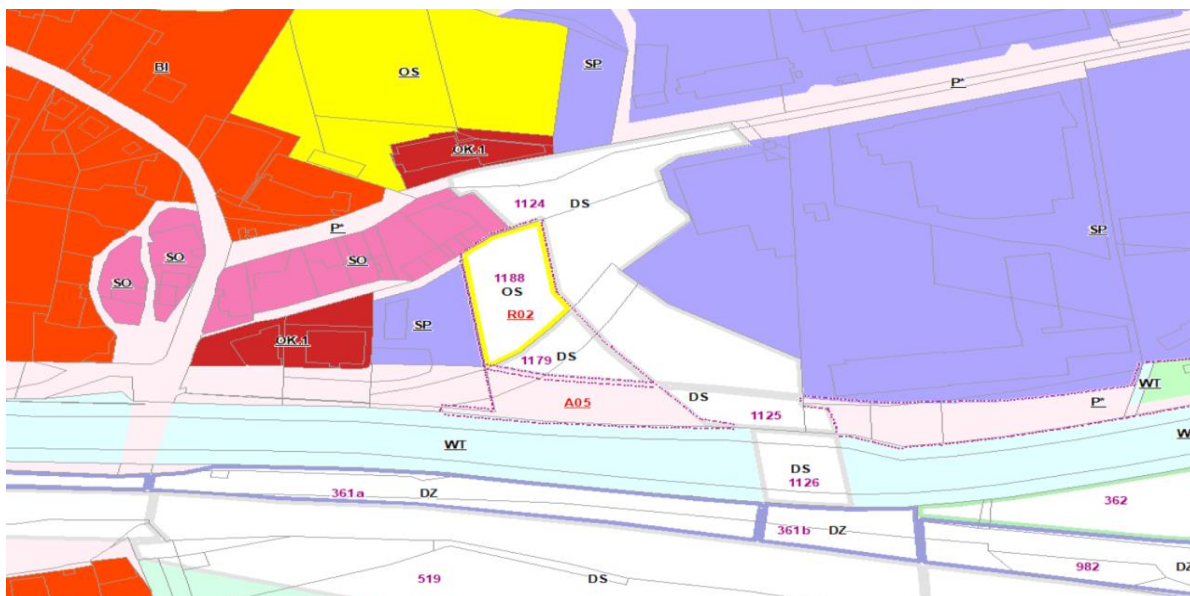 BI
OS
SP
P*
OK.1
1124 DS
P*
SO
SO
SO
SP
1188
OS
R02
SP
OK.1
1179 DS
WT
A05
DS
1125
P*
WT
W
DS
1126
361a DZ
362
361b DZ
982 DZ
519 DS